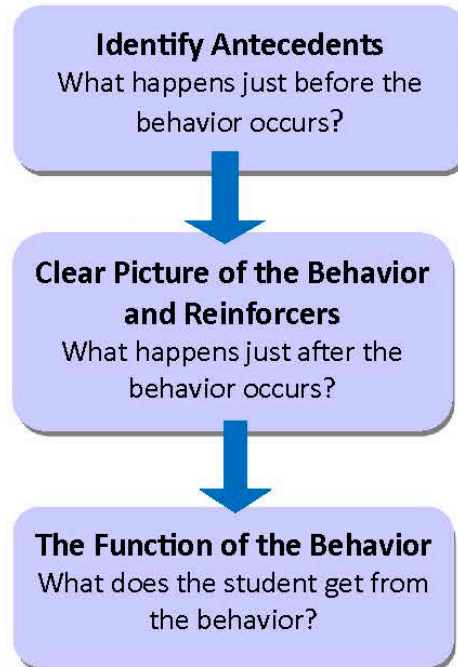 Identify Antecedents
What happens just before the
behavior occurs?
Clear Picture of the Behavior
and Reinforcers
What happens just after the
behavior occurs?
The Function of the Behavior
What does the student get from
the behavior?